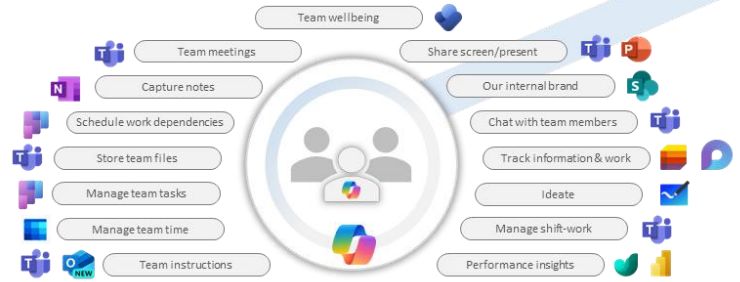 Team wellbeing
Team meetings
Share screen/present
Capture notes
Our internal brand
Schedule work dependencies
Chat with team members
Store team files
Track information & work
Manage team tasks
Ideate
Manage team time
Manage shift-work
Team instructions
Performance insights
T
T
P
N
S
T
T
T
T
O
NEW